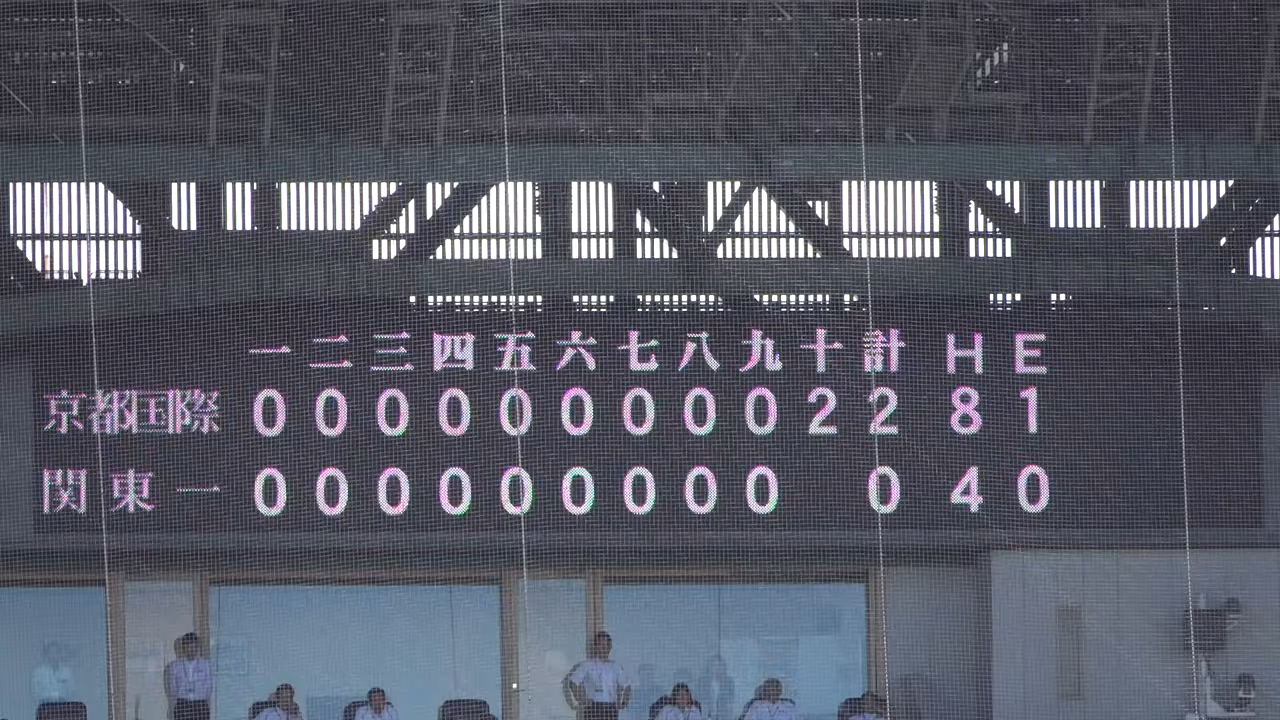 一 二 三 四 五 六 七 八 九 十 計 H E
京都国際 0 0 0 0 0 0 0 0 0 2 2 8 1
関東一 0 0 0 0 0 0 0 0 0 0 4 0